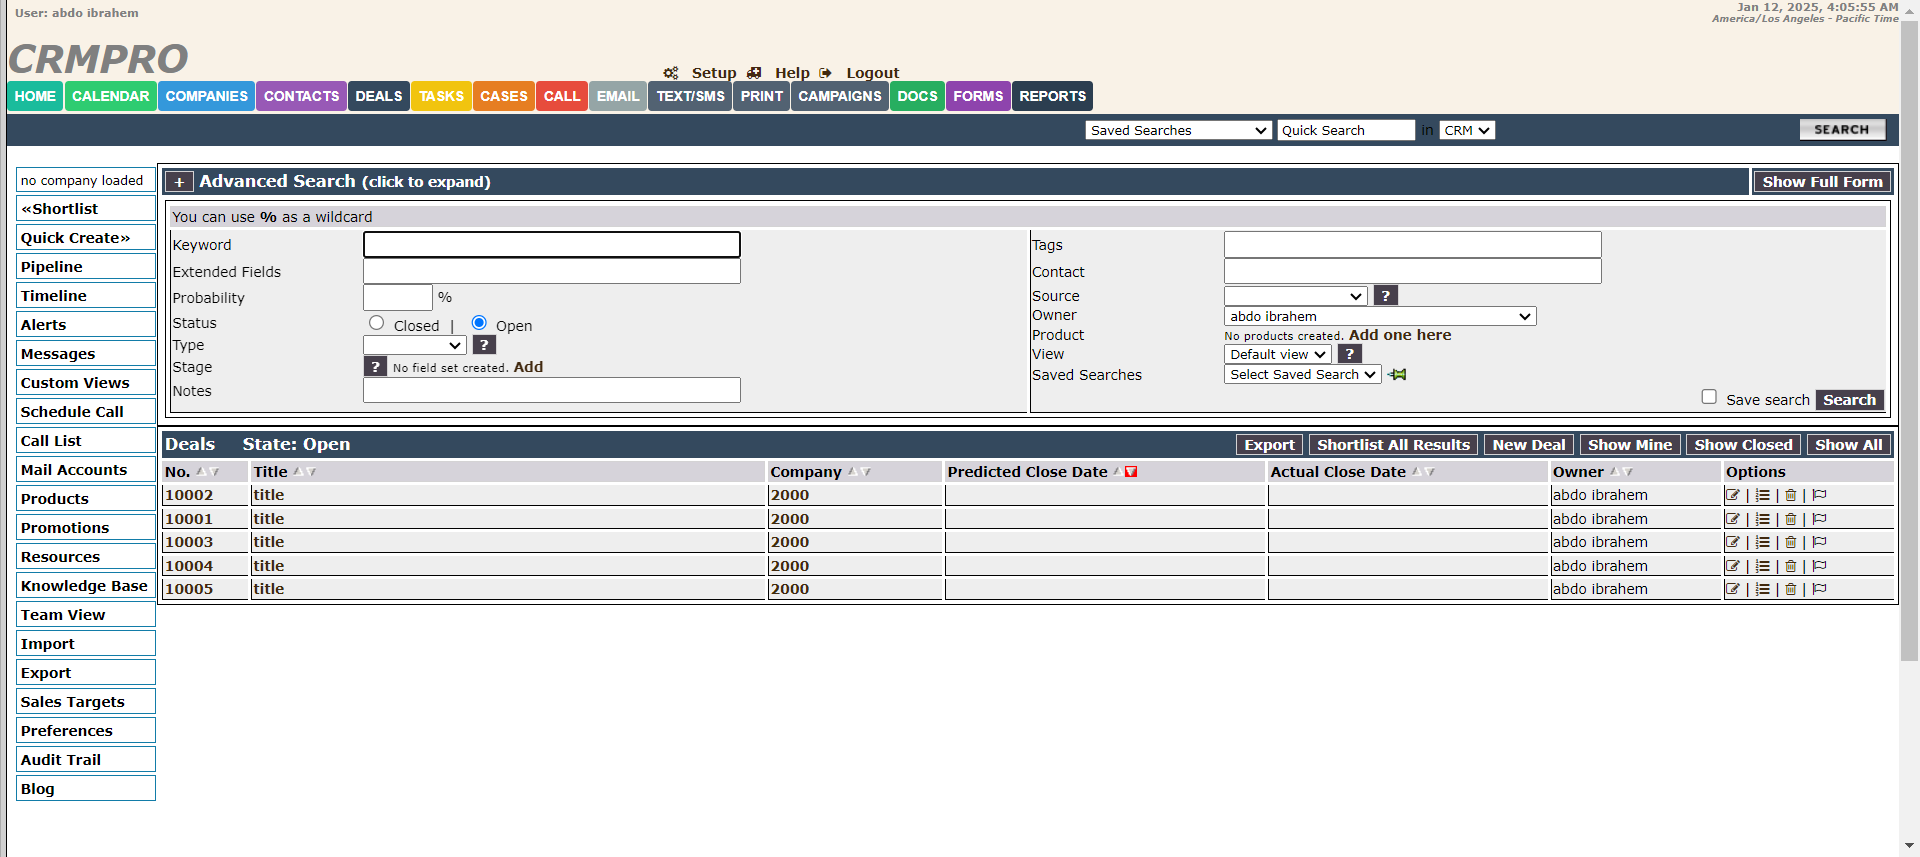 User: abdo ibrahem
Jan 12, 2025, 4:05:55 AM
America/Los Angeles - Pacific Time
CRMPRO
Setup Help Logout
HOME CALENDAR COMPANIES CONTACTS DEALS TASKS CASES CALL EMAIL TEXT/SMS PRINT CAMPAIGNS DOCS FORMS REPORTS
Saved Searches Quick Search in CRM SEARCH
no company loaded
«Shortlist
Quick Create»
Pipeline
Timeline
Alerts
Messages
Custom Views
Schedule Call
Call List
Mail Accounts
Products
Promotions
Resources
Knowledge Base
Team View
Import
Export
Sales Targets
Preferences
Audit Trail
Blog
+ Advanced Search (click to expand) Show Full Form
You can use % as a wildcard
Keyword
Extended Fields
Probability %
Status Closed | Open
Type ?
Stage ? No field set created. Add
Notes
Tags
Contact
Source ?
Owner abdo ibrahem
Product No products created. Add one here
View Default view ?
Saved Searches Select Saved Search
Save search Search
Deals State: Open Export Shortlist All Results New Deal Show Mine Show Closed Show All
No. Title Company Predicted Close Date Actual Close Date Owner Options
10002 title 2000 abdo ibrahem | | |
10001 title 2000 abdo ibrahem | | |
10003 title 2000 abdo ibrahem | | |
10004 title 2000 abdo ibrahem | | |
10005 title 2000 abdo ibrahem | | |